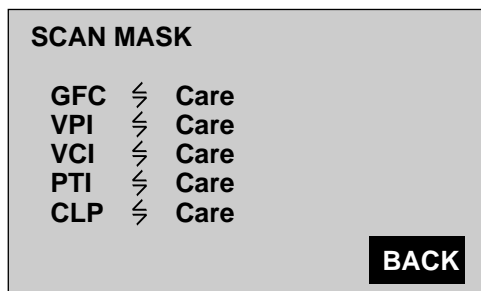 SCAN MASK
GFC ⥃ Care
VPI ⥃ Care
VCI ⥃ Care
PTI ⥃ Care
CLP ⥃ Care
BACK